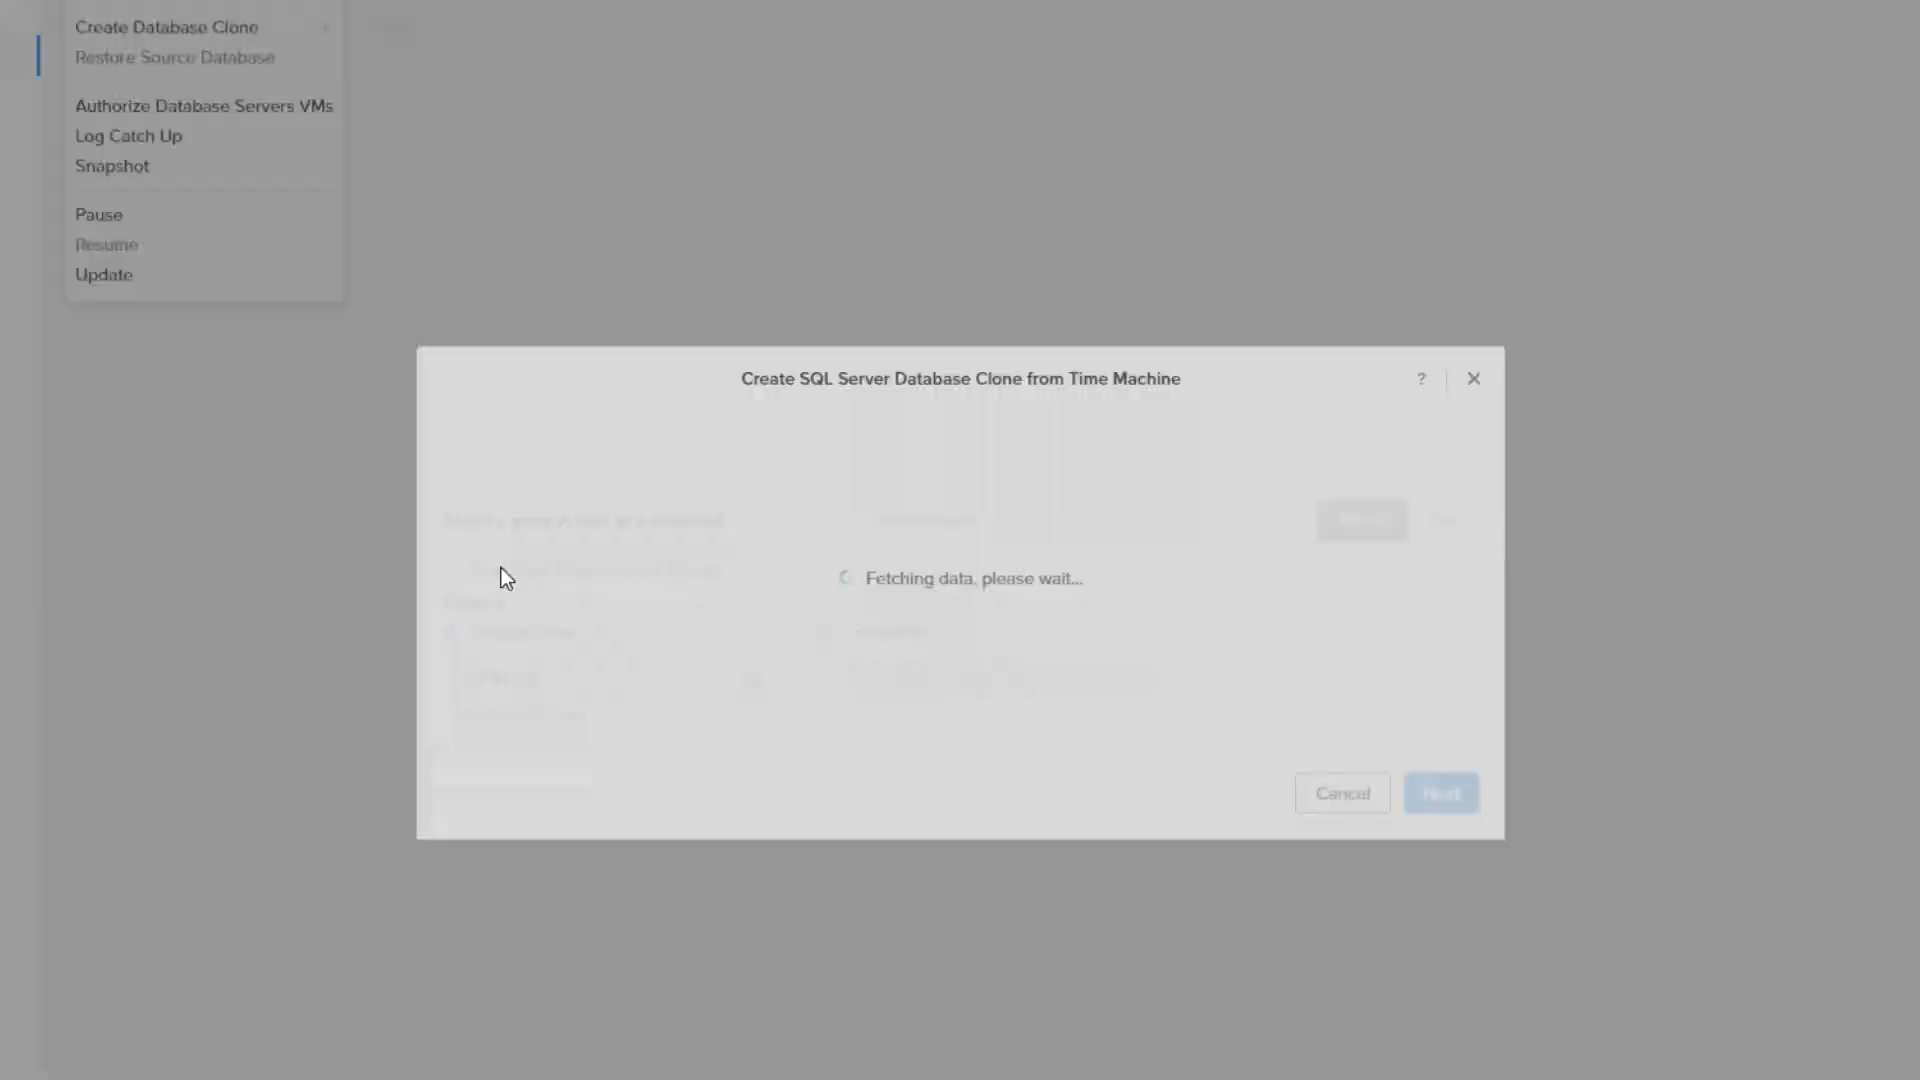 Create Database Clone
Restore Source Database
Authorize Database Servers VMs
Log Catch Up
Snapshot
Pause
Resume
Update
Create SQL Server Database Clone from Time Machine
?
Fetching data, please wait...
Cancel
Next